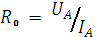 R₀ = U_A/I_A